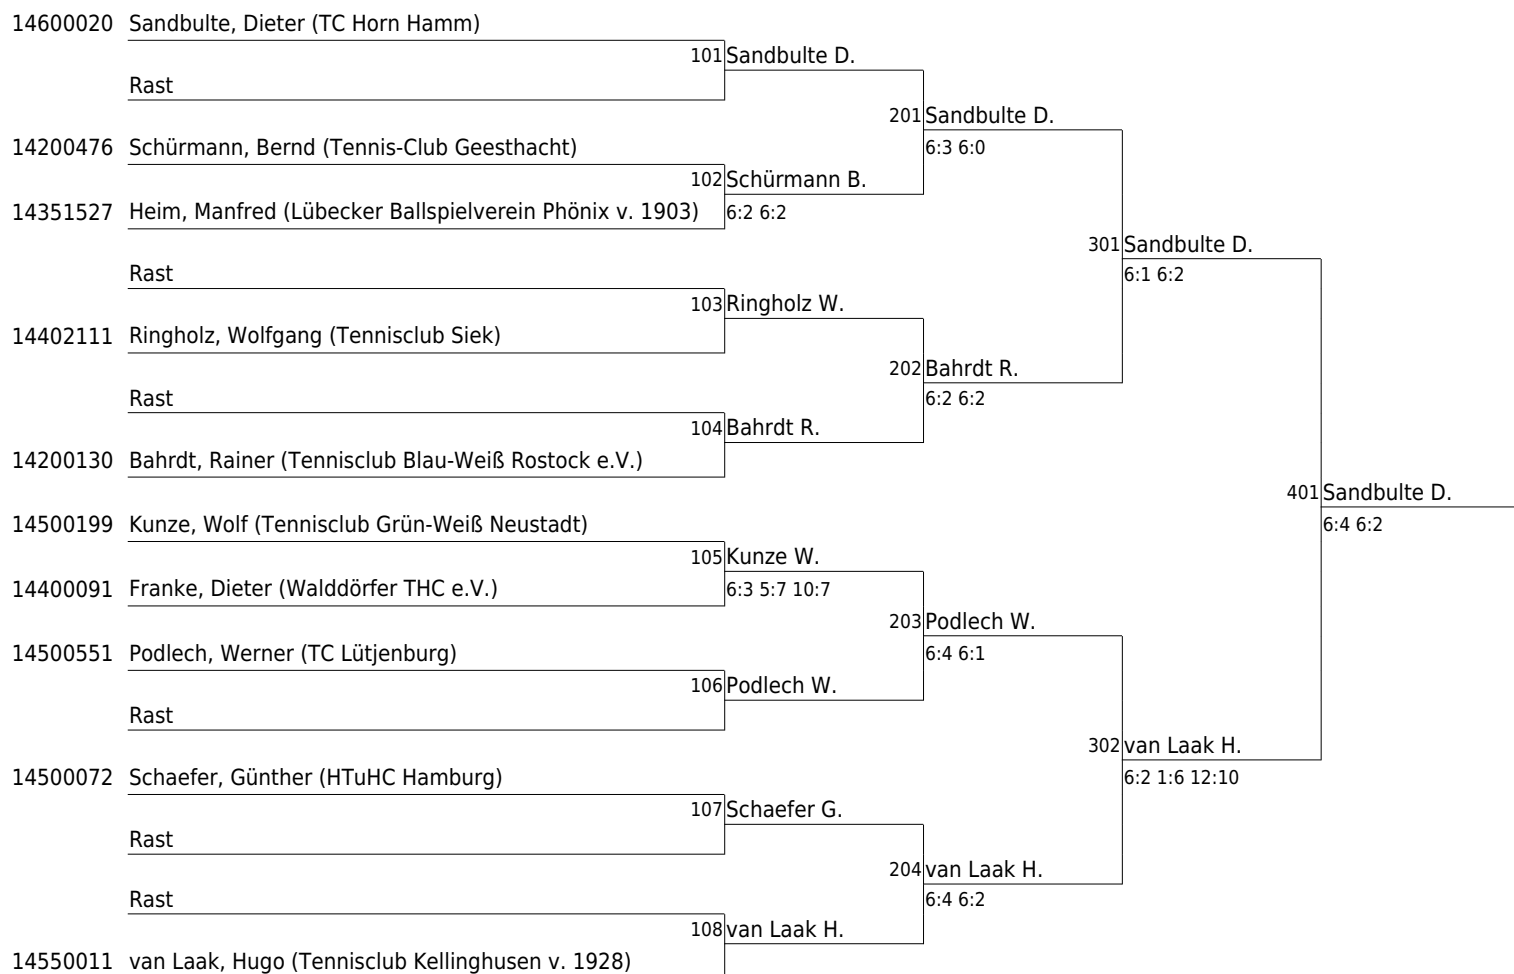 14600020 Sandbulte, Dieter (TC Horn Hamm)
101 Sandbulte D.
Rast
201 Sandbulte D.
14200476 Schürmann, Bernd (Tennis-Club Geesthacht)
6:3 6:0
102 Schürmann B.
14351527 Heim, Manfred (Lübecker Ballspielverein Phönix v. 1903)
6:2 6:2
301 Sandbulte D.
Rast
6:1 6:2
103 Ringholz W.
14402111 Ringholz, Wolfgang (Tennisclub Siek)
202 Bahrdt R.
Rast
6:2 6:2
104 Bahrdt R.
14200130 Bahrdt, Rainer (Tennisclub Blau-Weiß Rostock e.V.)
401 Sandbulte D.
14500199 Kunze, Wolf (Tennisclub Grün-Weiß Neustadt)
6:4 6:2
105 Kunze W.
14400091 Franke, Dieter (Walddörfer THC e.V.)
6:3 5:7 10:7
203 Podlech W.
14500551 Podlech, Werner (TC Lütjenburg)
6:4 6:1
106 Podlech W.
Rast
302 van Laak H.
14500072 Schaefer, Günther (HTuHC Hamburg)
6:2 1:6 12:10
107 Schaefer G.
Rast
204 van Laak H.
Rast
6:4 6:2
108 van Laak H.
14550011 van Laak, Hugo (Tennisclub Kellinghusen v. 1928)